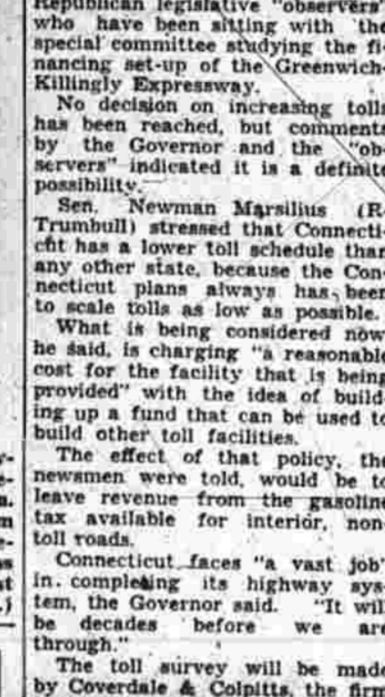 Republican legislative "observers"
who have been sitting with the
special committee studying the fi-
nancing set-up of the Greenwich-
Killingly Expressway.
No decision on increasing tolls
has been reached, but comments
by the Governor and the "ob-
servers" indicated it is a definite
possibility.
Sen. Newman Marsilius (R-
Trumbull) stressed that Connecti-
cut has a lower toll schedule than
any other state, because the Con-
necticut plans always has been
to scale tolls as low as possible.
What is being considered now
he said, is charging "a reasonable
cost for the facility that is being
provided" with the idea of build-
ing up a fund that can be used to
build other toll facilities.
The effect of that policy, the
newsmen were told, would be to
leave revenue from the gasoline
tax available for interior, non-
toll roads.
Connecticut faces "a vast job"
in completing its highway sys-
tem, the Governor said. "It will
be decades before we are
through."
The toll survey will be made
by Coverdale & Colpitts, the firm